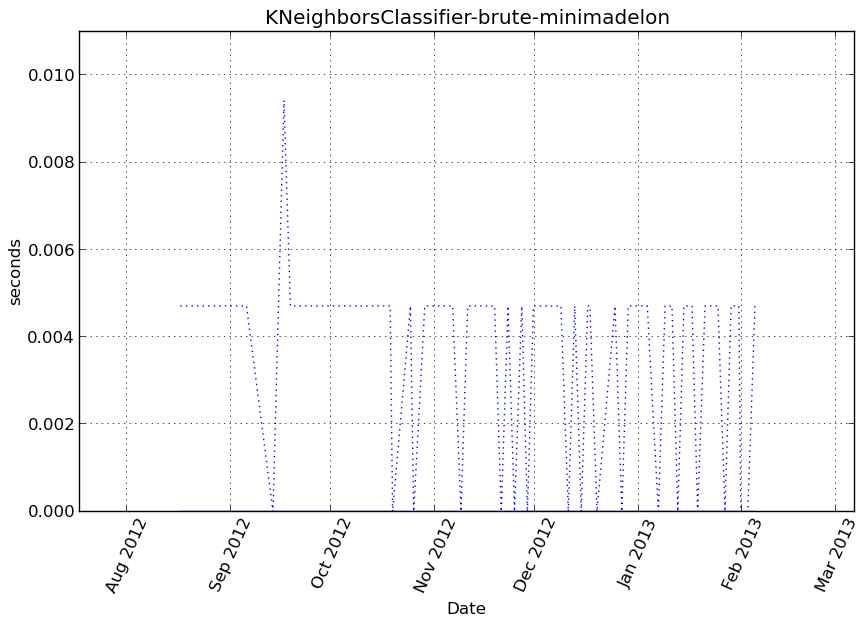 KNeighborsClassifier-brute-minimadelon
0.010
0.008
0.006
0.004
0.002
0.000
seconds
Aug 2012
Sep 2012
Oct 2012
Nov 2012
Dec 2012
Jan 2013
Feb 2013
Mar 2013
Date